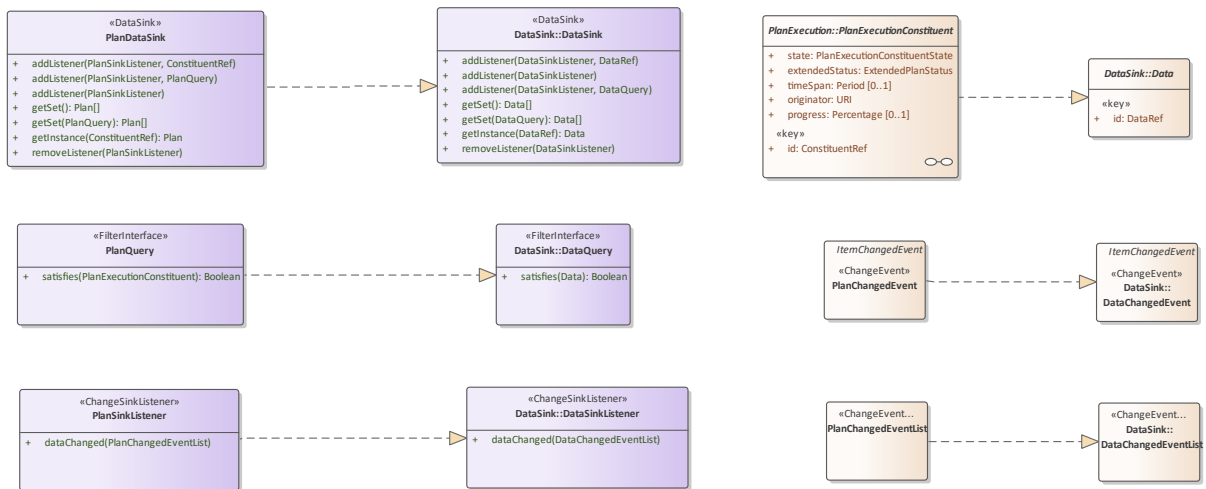 «DataSink»
PlanDataSink
+ addListener(PlanSinkListener, ConstituentRef)
+ addListener(PlanSinkListener, PlanQuery)
+ addListener(PlanSinkListener)
+ getSet(): Plan[]
+ getSet(PlanQuery): Plan[]
+ getInstance(ConstituentRef): Plan
+ removeListener(PlanSinkListener)
«DataSink»
DataSink::DataSink
+ addListener(DataSinkListener, DataRef)
+ addListener(DataSinkListener)
+ addListener(DataSinkListener, DataQuery)
+ getSet(): Data[]
+ getSet(DataQuery): Data[]
+ getInstance(DataRef): Data
+ removeListener(DataSinkListener)
PlanExecution::PlanExecutionConstituent
+ state: PlanExecutionConstituentState
+ extendedStatus: ExtendedPlanStatus
+ timeSpan: Period [0..1]
+ originator: URI
+ progress: Percentage [0..1]
«key»
+ id: ConstituentRef
DataSink::Data
«key»
+ id: DataRef
«FilterInterface»
PlanQuery
+ satisfies(PlanExecutionConstituent): Boolean
«FilterInterface»
DataSink::DataQuery
+ satisfies(Data): Boolean
ItemChangedEvent
«ChangeEvent»
PlanChangedEvent
ItemChangedEvent
«ChangeEvent»
DataSink::
DataChangedEvent
«ChangeSinkListener»
PlanSinkListener
+ dataChanged(PlanChangedEventList)
«ChangeSinkListener»
DataSink::DataSinkListener
+ dataChanged(DataChangedEventList)
«ChangeEvent...
PlanChangedEventList
«ChangeEvent...
DataSink::
DataChangedEventList